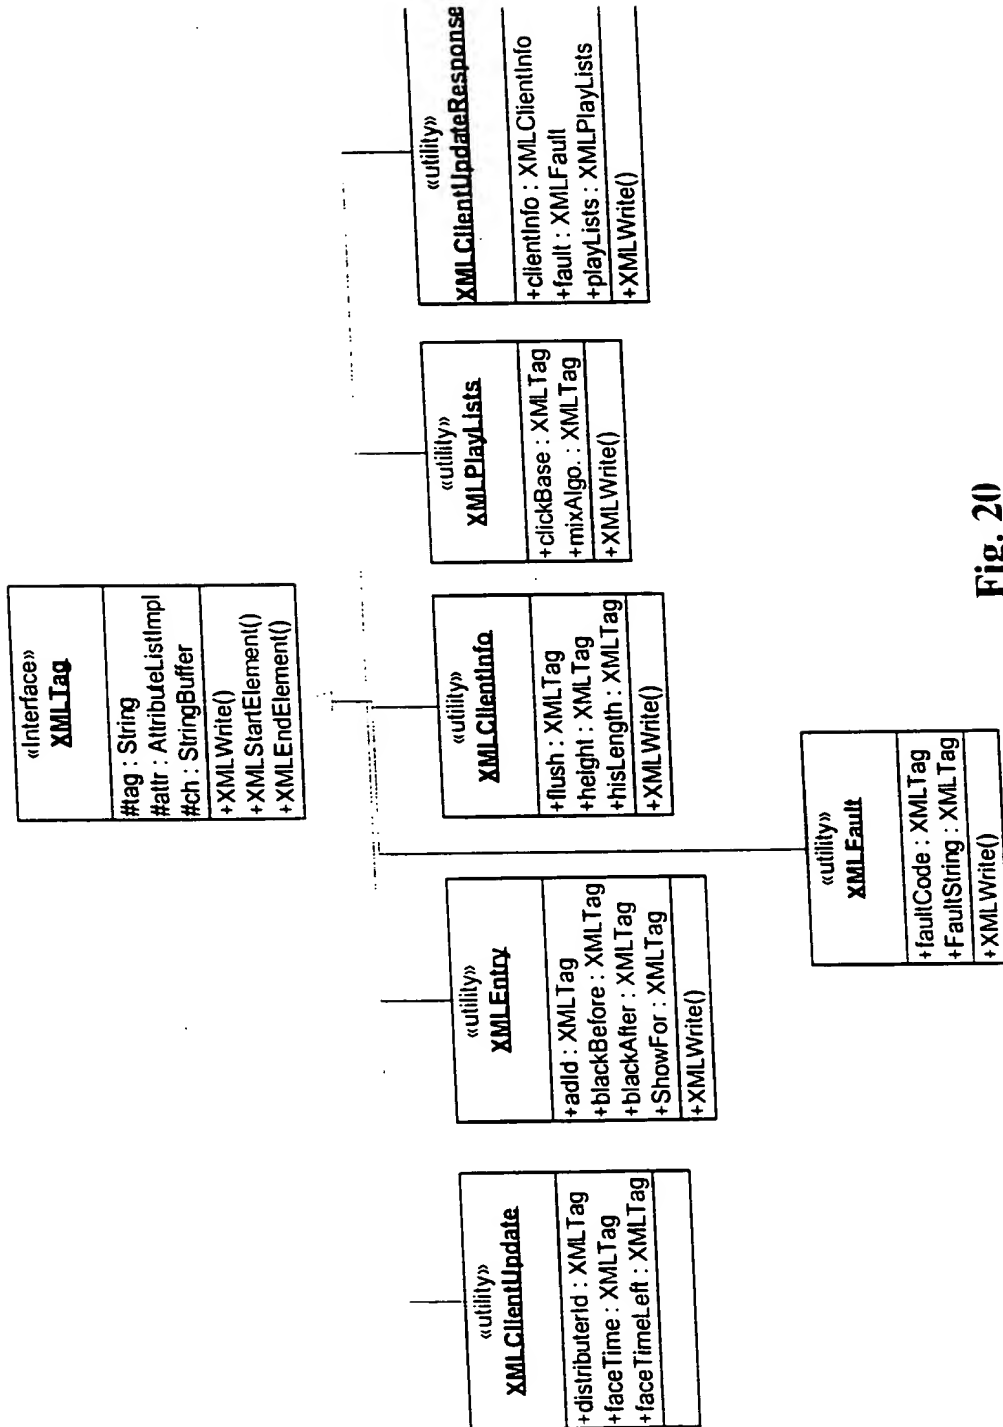 «Interface»
XMLTag
#tag : String
#attr : AttributeListImpl
#ch : StringBuffer
+XMLWrite()
+XMLStartElement()
+XMLEndElement()
«utility»
XMLClientUpdate
+distributerId : XMLTag
+faceTime : XMLTag
+faceTimeLeft : XMLTag
«utility»
XMLEntry
+adId : XMLTag
+blackBefore : XMLTag
+blackAfter : XMLTag
+ShowFor : XMLTag
+XMLWrite()
«utility»
XMLClientInfo
+flush : XMLTag
+height : XMLTag
+hisLength : XMLTag
+XMLWrite()
«utility»
XMLPlayLists
+clickBase : XMLTag
+mixAlgo. : XMLTag
+XMLWrite()
«utility»
XMLClientUpdateResponse
+clientInfo : XMLClientInfo
+fault : XMLFault
+playLists : XMLPlayLists
+XMLWrite()
«utility»
XMLFault
+faultCode : XMLTag
+FaultString : XMLTag
+XMLWrite()
Fig. 20